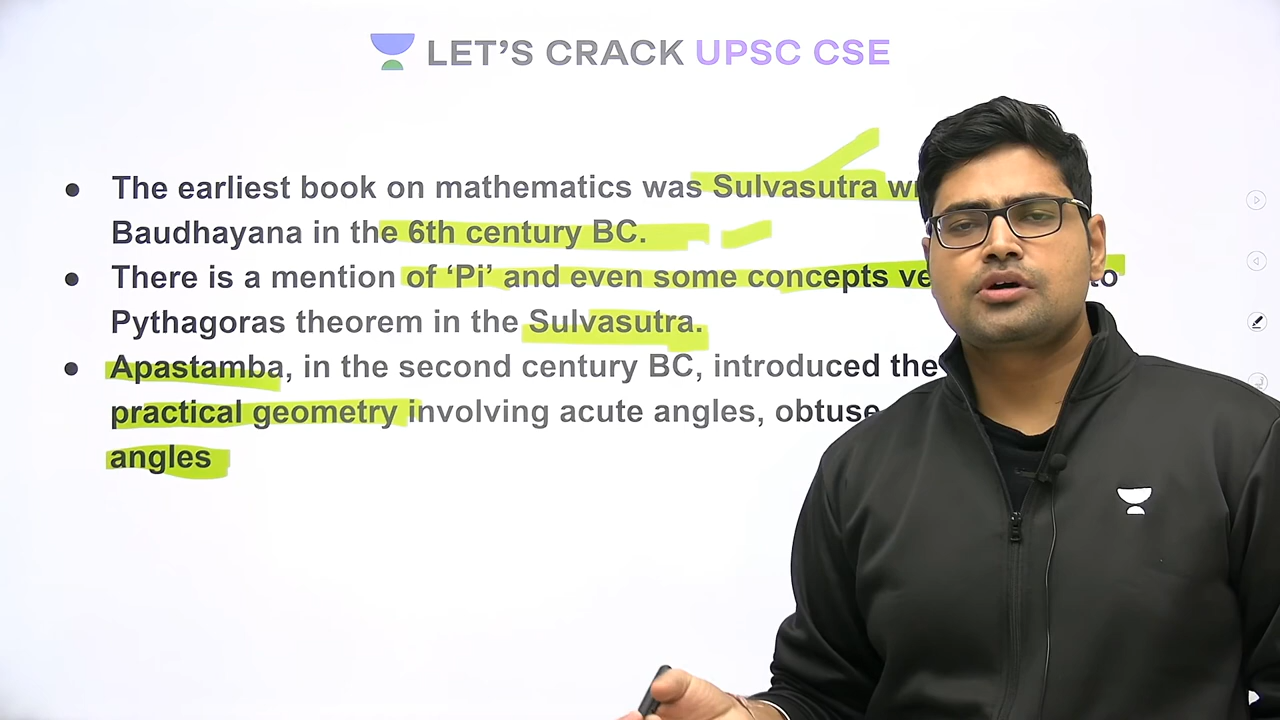 LET'S CRACK UPSC CSE
● The earliest book on mathematics was Sulvasutra
Baudhayana in the 6th century BC.
● There is a mention of ‘Pi’ and even some concepts
Pythagoras theorem in the Sulvasutra.
● Apastamba, in the second century BC, introduced the
practical geometry involving acute angles, obtuse
angles